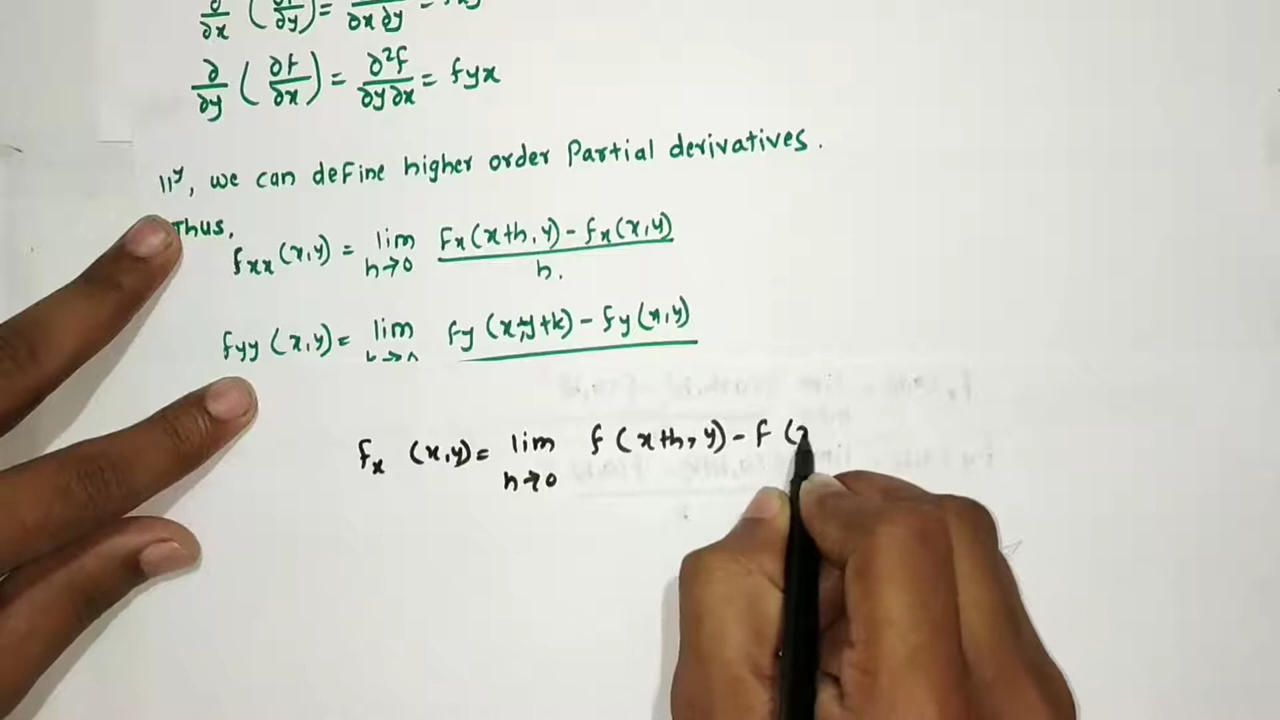 ∂/∂x (∂f/∂y) = ∂²f/∂x∂y =
∂/∂y (∂f/∂x) = ∂²f/∂y∂x = fyx
llʸ, we can define higher order Partial derivatives.
Thus,
fxx (x,y) = lim h→0 Fx(x+h, y) - fx(x,y) / h.
fyy (x,y) = lim fy (x,y+k) - fy(x,y)
fx (x,y) = lim h→0 f (x+h, y) - f (